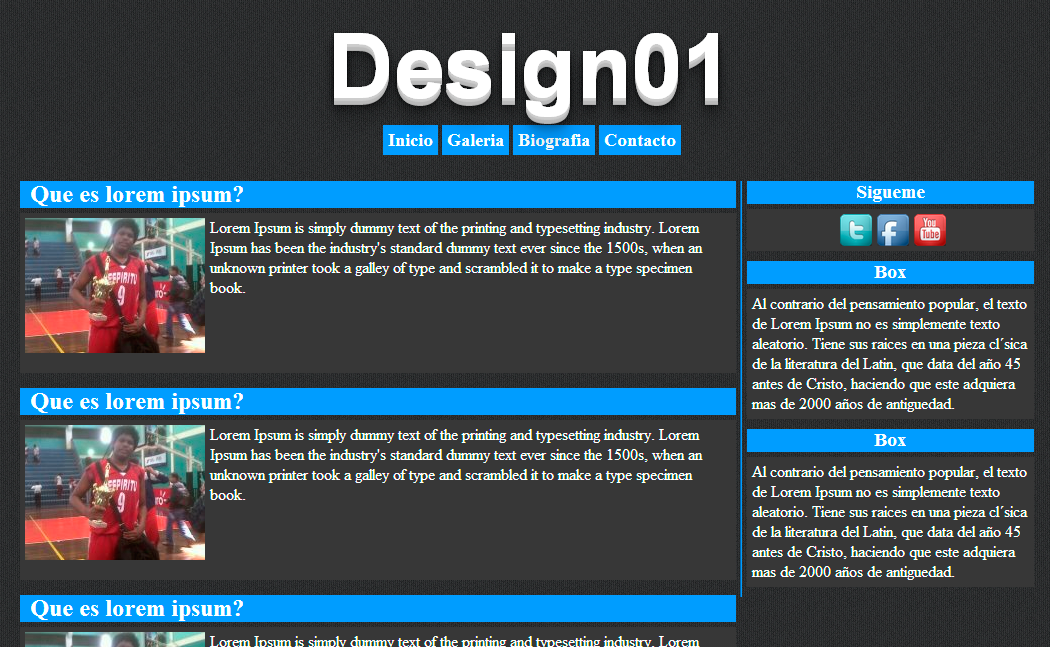 Design01
Inicio Galeria Biografia Contacto
Que es lorem ipsum?
ESPIRITU
9
Lorem Ipsum is simply dummy text of the printing and typesetting industry. Lorem
Ipsum has been the industry's standard dummy text ever since the 1500s, when an
unknown printer took a galley of type and scrambled it to make a type specimen
book.
Que es lorem ipsum?
ESPIRITU
9
Lorem Ipsum is simply dummy text of the printing and typesetting industry. Lorem
Ipsum has been the industry's standard dummy text ever since the 1500s, when an
unknown printer took a galley of type and scrambled it to make a type specimen
book.
Que es lorem ipsum?
Lorem Ipsum is simply dummy text of the printing and typesetting industry. Lorem
Sigueme
t f You Tube
Box
Al contrario del pensamiento popular, el texto
de Lorem Ipsum no es simplemente texto
aleatorio. Tiene sus raices en una pieza cl´sica
de la literatura del Latin, que data del año 45
antes de Cristo, haciendo que este adquiera
mas de 2000 años de antiguedad.
Box
Al contrario del pensamiento popular, el texto
de Lorem Ipsum no es simplemente texto
aleatorio. Tiene sus raices en una pieza cl´sica
de la literatura del Latin, que data del año 45
antes de Cristo, haciendo que este adquiera
mas de 2000 años de antiguedad.